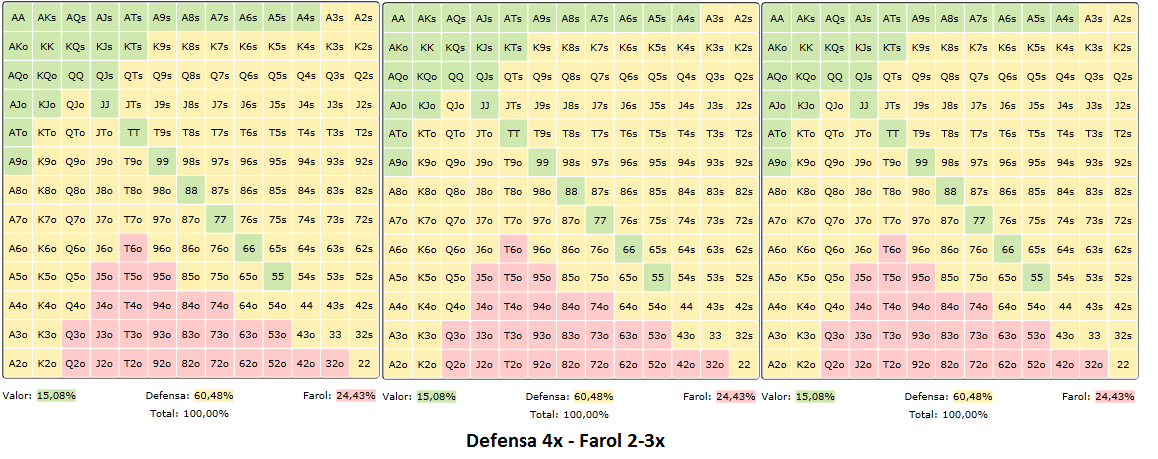 AA AKs AQs AJs ATs A9s A8s A7s A6s A5s A4s A3s A2s
AKo KK KQs KJs KTs K9s K8s K7s K6s K5s K4s K3s K2s
AQo KQo QQ QJs QTs Q9s Q8s Q7s Q6s Q5s Q4s Q3s Q2s
AJo KJo QJo JJ JTs J9s J8s J7s J6s J5s J4s J3s J2s
ATo KTo QTo JTo TT T9s T8s T7s T6s T5s T4s T3s T2s
A9o K9o Q9o J9o T9o 99 98s 97s 96s 95s 94s 93s 92s
A8o K8o Q8o J8o T8o 98o 88 87s 86s 85s 84s 83s 82s
A7o K7o Q7o J7o T7o 97o 87o 77 76s 75s 74s 73s 72s
A6o K6o Q6o J6o T6o 96o 86o 76o 66 65s 64s 63s 62s
A5o K5o Q5o J5o T5o 95o 85o 75o 65o 55 54s 53s 52s
A4o K4o Q4o J4o T4o 94o 84o 74o 64o 54o 44 43s 42s
A3o K3o Q3o J3o T3o 93o 83o 73o 63o 53o 43o 33 32s
A2o K2o Q2o J2o T2o 92o 82o 72o 62o 52o 42o 32o 22
Valor: 15,08% Defensa: 60,48% Farol: 24,43%
Total: 100,00%
AA AKs AQs AJs ATs A9s A8s A7s A6s A5s A4s A3s A2s
AKo KK KQs KJs KTs K9s K8s K7s K6s K5s K4s K3s K2s
AQo KQo QQ QJs QTs Q9s Q8s Q7s Q6s Q5s Q4s Q3s Q2s
AJo KJo QJo JJ JTs J9s J8s J7s J6s J5s J4s J3s J2s
ATo KTo QTo JTo TT T9s T8s T7s T6s T5s T4s T3s T2s
A9o K9o Q9o J9o T9o 99 98s 97s 96s 95s 94s 93s 92s
A8o K8o Q8o J8o T8o 98o 88 87s 86s 85s 84s 83s 82s
A7o K7o Q7o J7o T7o 97o 87o 77 76s 75s 74s 73s 72s
A6o K6o Q6o J6o T6o 96o 86o 76o 66 65s 64s 63s 62s
A5o K5o Q5o J5o T5o 95o 85o 75o 65o 55 54s 53s 52s
A4o K4o Q4o J4o T4o 94o 84o 74o 64o 54o 44 43s 42s
A3o K3o Q3o J3o T3o 93o 83o 73o 63o 53o 43o 33 32s
A2o K2o Q2o J2o T2o 92o 82o 72o 62o 52o 42o 32o 22
Valor: 15,08% Defensa: 60,48% Farol: 24,43%
Total: 100,00%
AA AKs AQs AJs ATs A9s A8s A7s A6s A5s A4s A3s A2s
AKo KK KQs KJs KTs K9s K8s K7s K6s K5s K4s K3s K2s
AQo KQo QQ QJs QTs Q9s Q8s Q7s Q6s Q5s Q4s Q3s Q2s
AJo KJo QJo JJ JTs J9s J8s J7s J6s J5s J4s J3s J2s
ATo KTo QTo JTo TT T9s T8s T7s T6s T5s T4s T3s T2s
A9o K9o Q9o J9o T9o 99 98s 97s 96s 95s 94s 93s 92s
A8o K8o Q8o J8o T8o 98o 88 87s 86s 85s 84s 83s 82s
A7o K7o Q7o J7o T7o 97o 87o 77 76s 75s 74s 73s 72s
A6o K6o Q6o J6o T6o 96o 86o 76o 66 65s 64s 63s 62s
A5o K5o Q5o J5o T5o 95o 85o 75o 65o 55 54s 53s 52s
A4o K4o Q4o J4o T4o 94o 84o 74o 64o 54o 44 43s 42s
A3o K3o Q3o J3o T3o 93o 83o 73o 63o 53o 43o 33 32s
A2o K2o Q2o J2o T2o 92o 82o 72o 62o 52o 42o 32o 22
Valor: 15,08% Defensa: 60,48% Farol: 24,43%
Total: 100,00%
Defensa 4x - Farol 2-3x